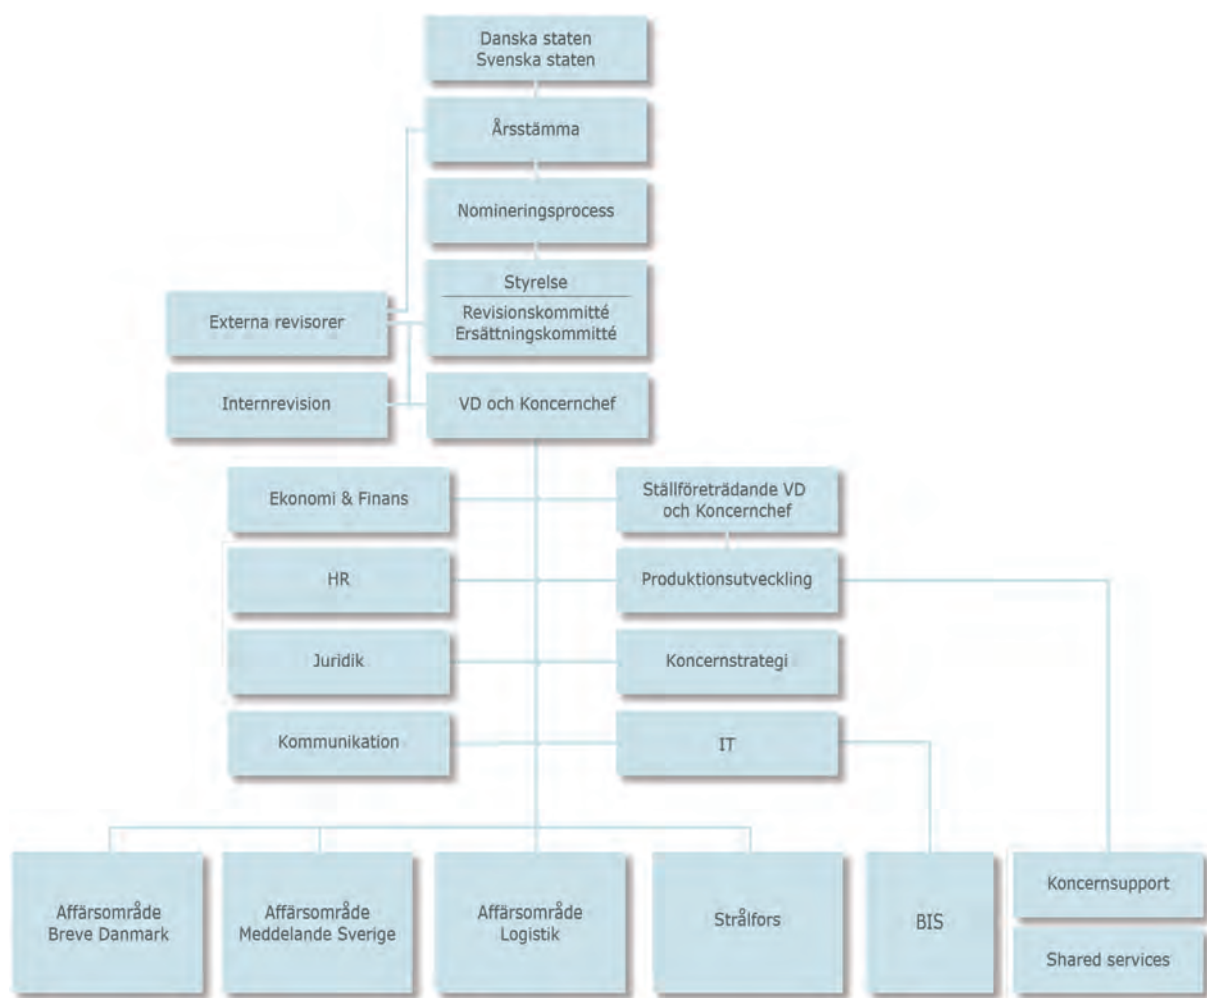 Danska staten
Svenska staten
Årsstämma
Nomineringsprocess
Styrelse
Revisionskommitté
Ersättningskommitté
Externa revisorer
Internrevision
VD och Koncernchef
Ekonomi & Finans
Ställföreträdande VD
och Koncernchef
HR
Produktionsutveckling
Juridik
Koncernstrategi
Kommunikation
IT
Affärsområde
Breve Danmark
Affärsområde
Meddelande Sverige
Affärsområde
Logistik
Strålfors
BIS
Koncernsupport
Shared services